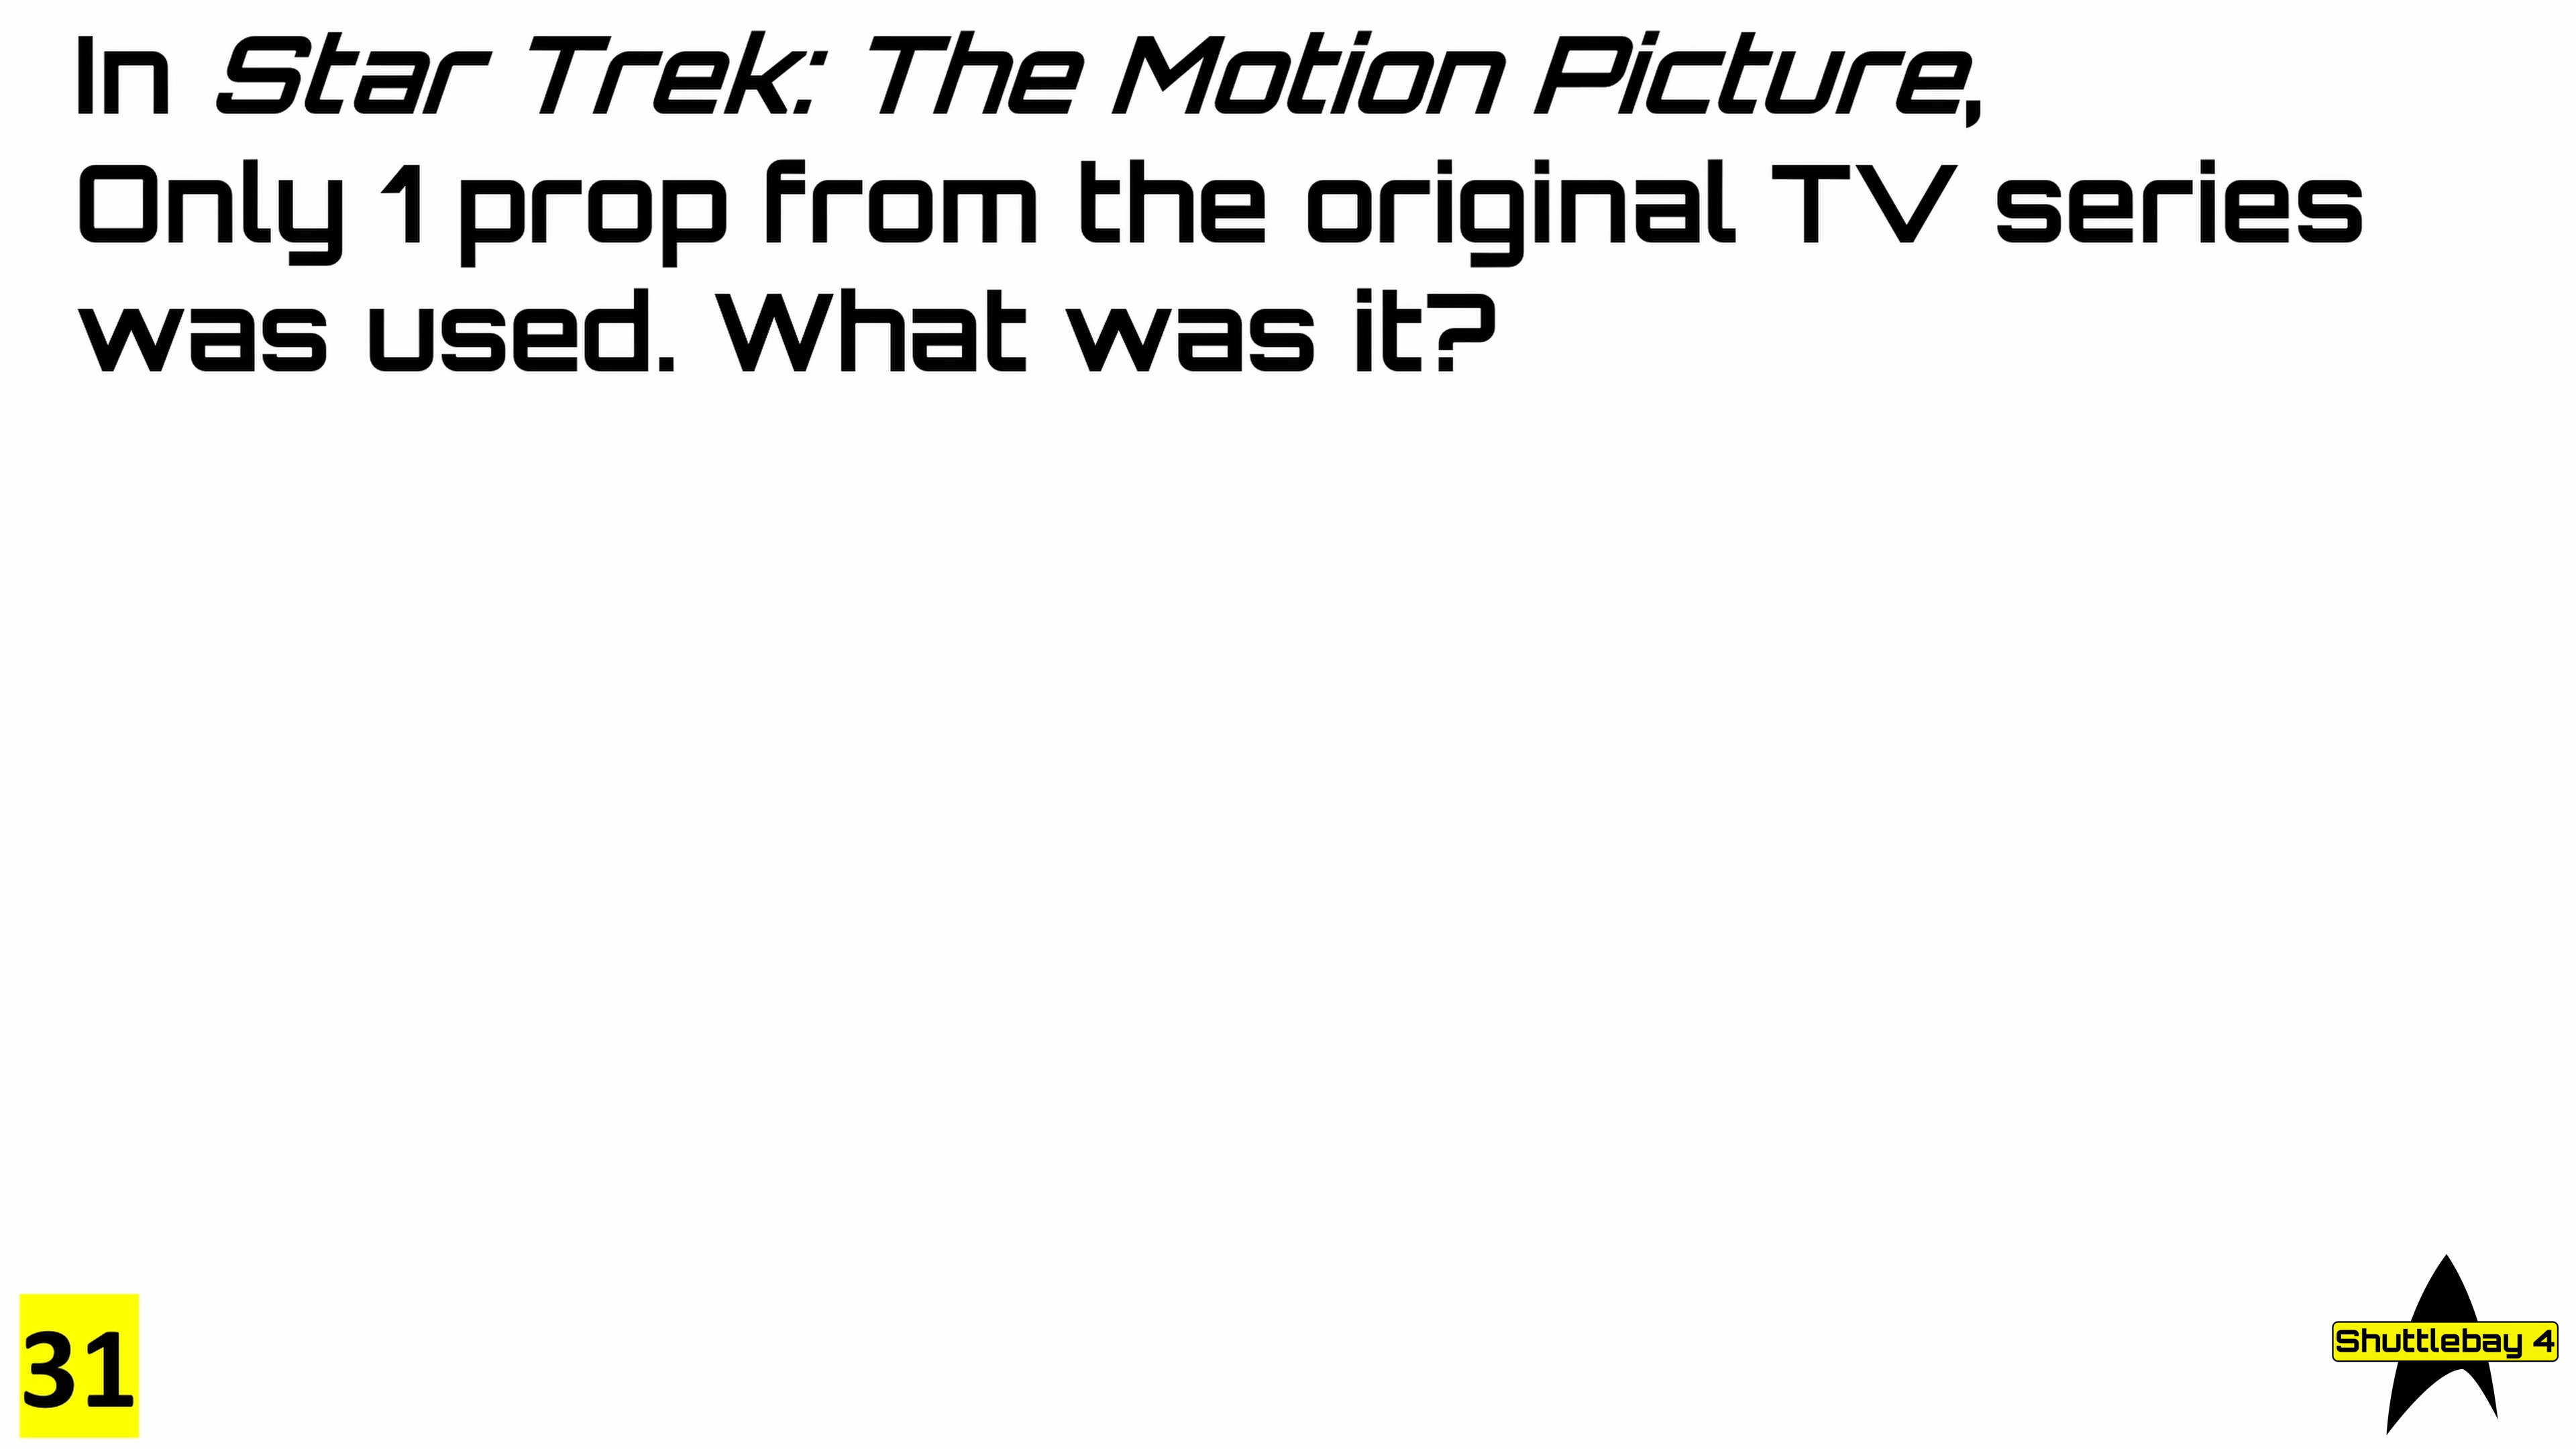 In Star Trek: The Motion Picture,
Only 1 prop from the original TV series
was used. What was it?
31
Shuttlebay 4